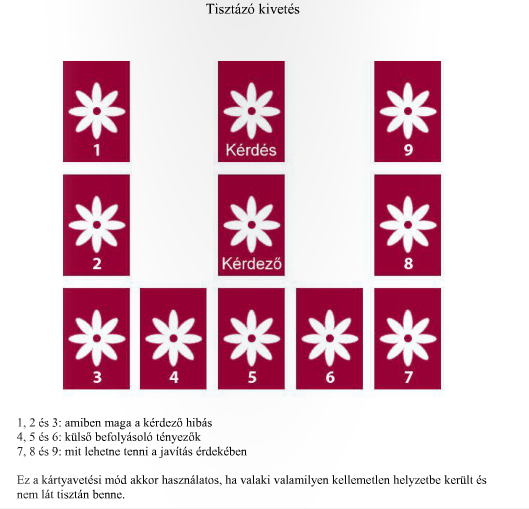 Tisztázó kivetés
1
Kérdés
9
2
Kérdező
8
3
4
5
6
7
1, 2 és 3: amiben maga a kérdező hibás
4, 5 és 6: külső befolyásoló tényezők
7, 8 és 9: mit lehetne tenni a javítás érdekében
Ez a kártyavetési mód akkor használatos, ha valaki valamilyen kellemetlen helyzetbe került és
nem lát tisztán benne.